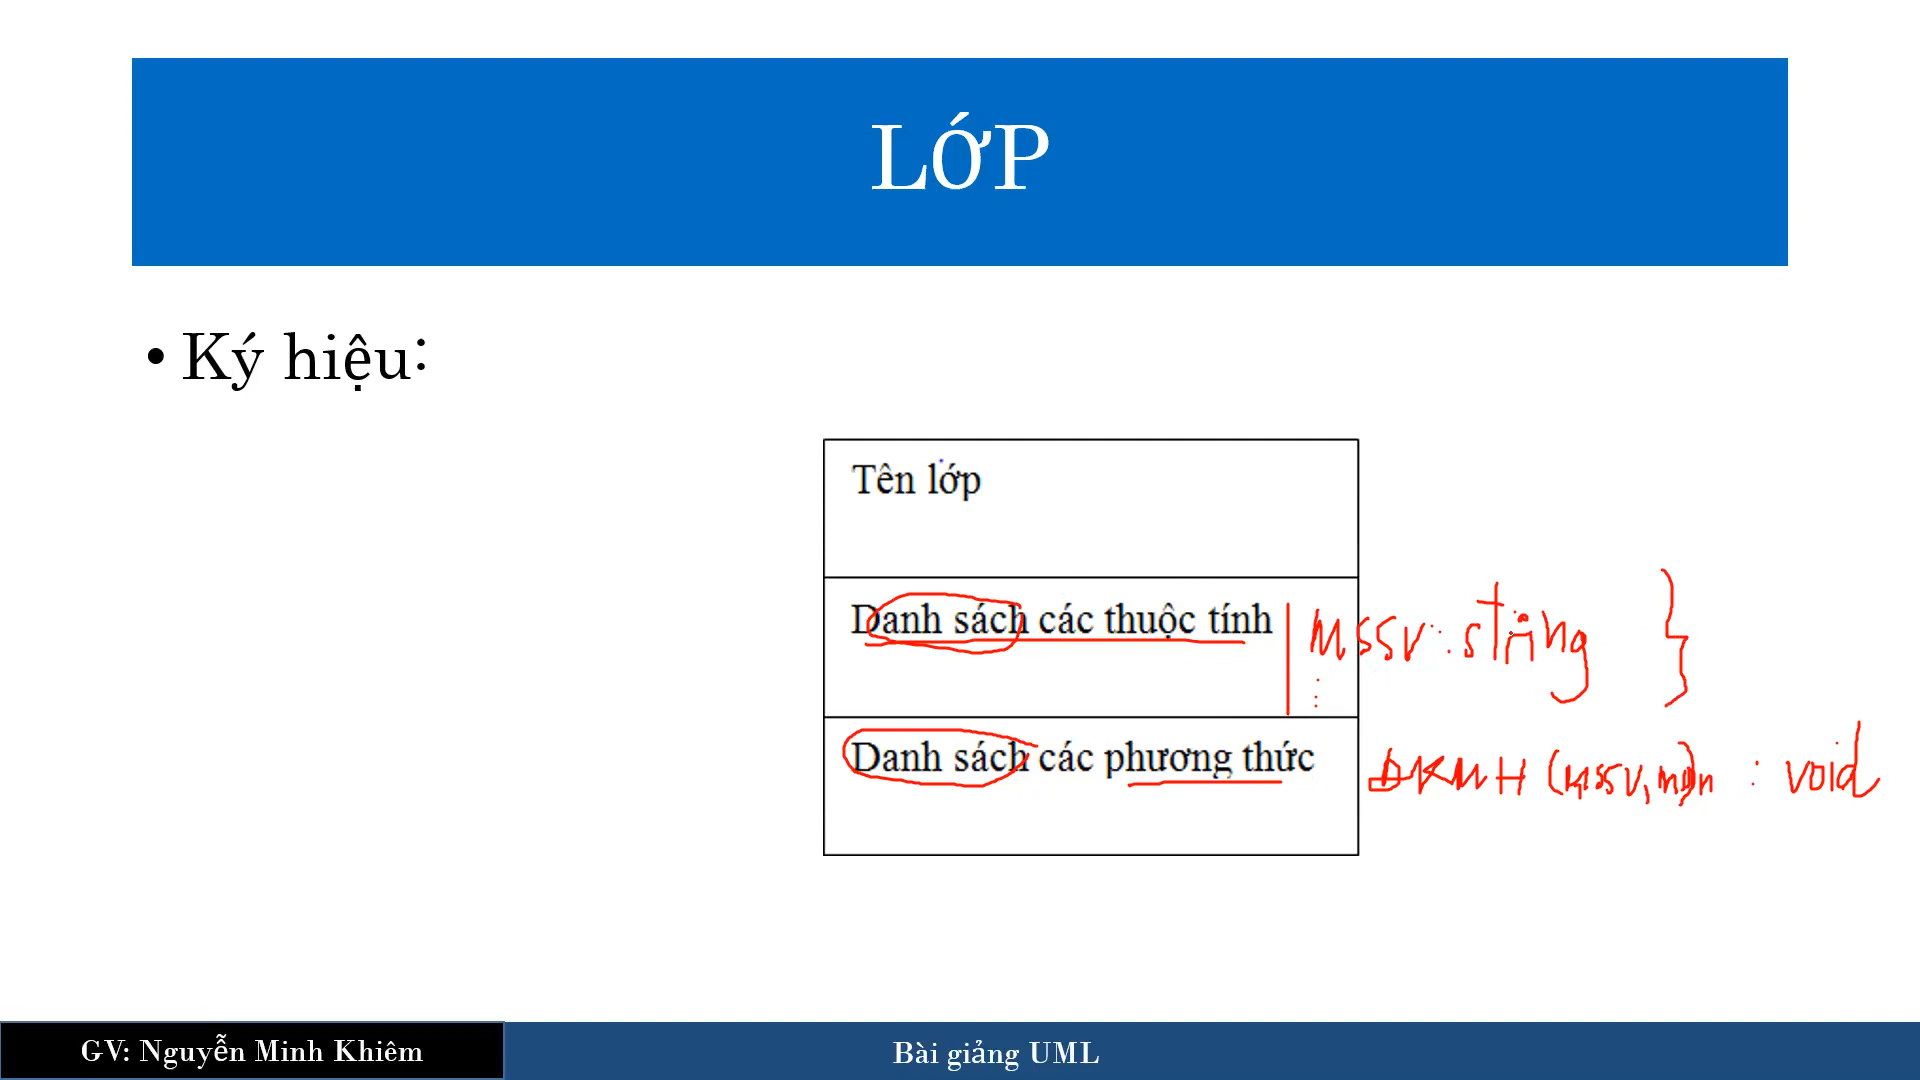 LỚP
• Ký hiệu:
Tên lớp
Danh sách các thuộc tính
mssv: string
Danh sách các phương thức
ĐKMH (mssv, : void
GV: Nguyễn Minh Khiêm
Bài giảng UML